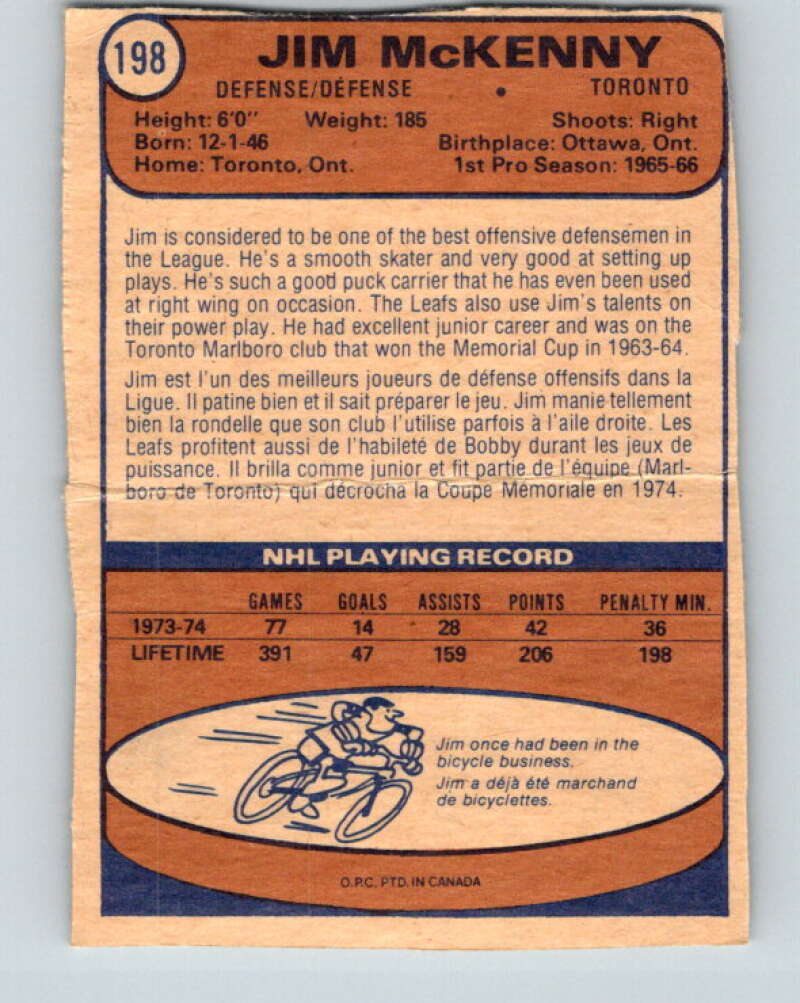 198
JIM McKENNY
DEFENSE/DÉFENSE • TORONTO
Height: 6'0" Weight: 185 Shoots: Right
Born: 12-1-46 Birthplace: Ottawa, Ont.
Home: Toronto, Ont. 1st Pro Season: 1965-66
Jim is considered to be one of the best offensive defensemen in
the League. He's a smooth skater and very good at setting up
plays. He's such a good puck carrier that he has even been used
at right wing on occasion. The Leafs also use Jim's talents on
their power play. He had excellent junior career and was on the
Toronto Marlboro club that won the Memorial Cup in 1963-64.
Jim est l'un des meilleurs joueurs de défense offensifs dans la
Ligue. Il patine bien et il sait préparer le jeu. Jim manie tellement
bien la rondelle que son club l'utilise parfois à l'aile droite. Les
Leafs profitent aussi de l'habileté de Bobby durant les jeux de
puissance. Il brilla comme junior et fit partie de l'équipe (Marl-
boro de Toronto) qui décrocha la Coupe Mémoriale en 1974.
NHL PLAYING RECORD
GAMES GOALS ASSISTS POINTS PENALTY MIN.
1973-74 77 14 28 42 36
LIFETIME 391 47 159 206 198
Jim once had been in the
bicycle business.
Jim a déjà été marchand
de bicyclettes.
O.P.C. PTD. IN CANADA